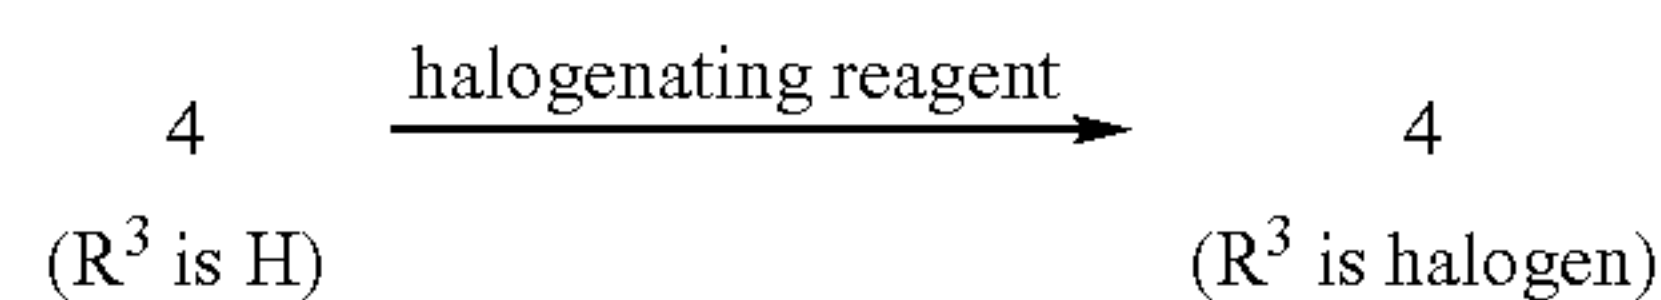 halogenating reagent
4 4
(R³ is H) (R³ is halogen)